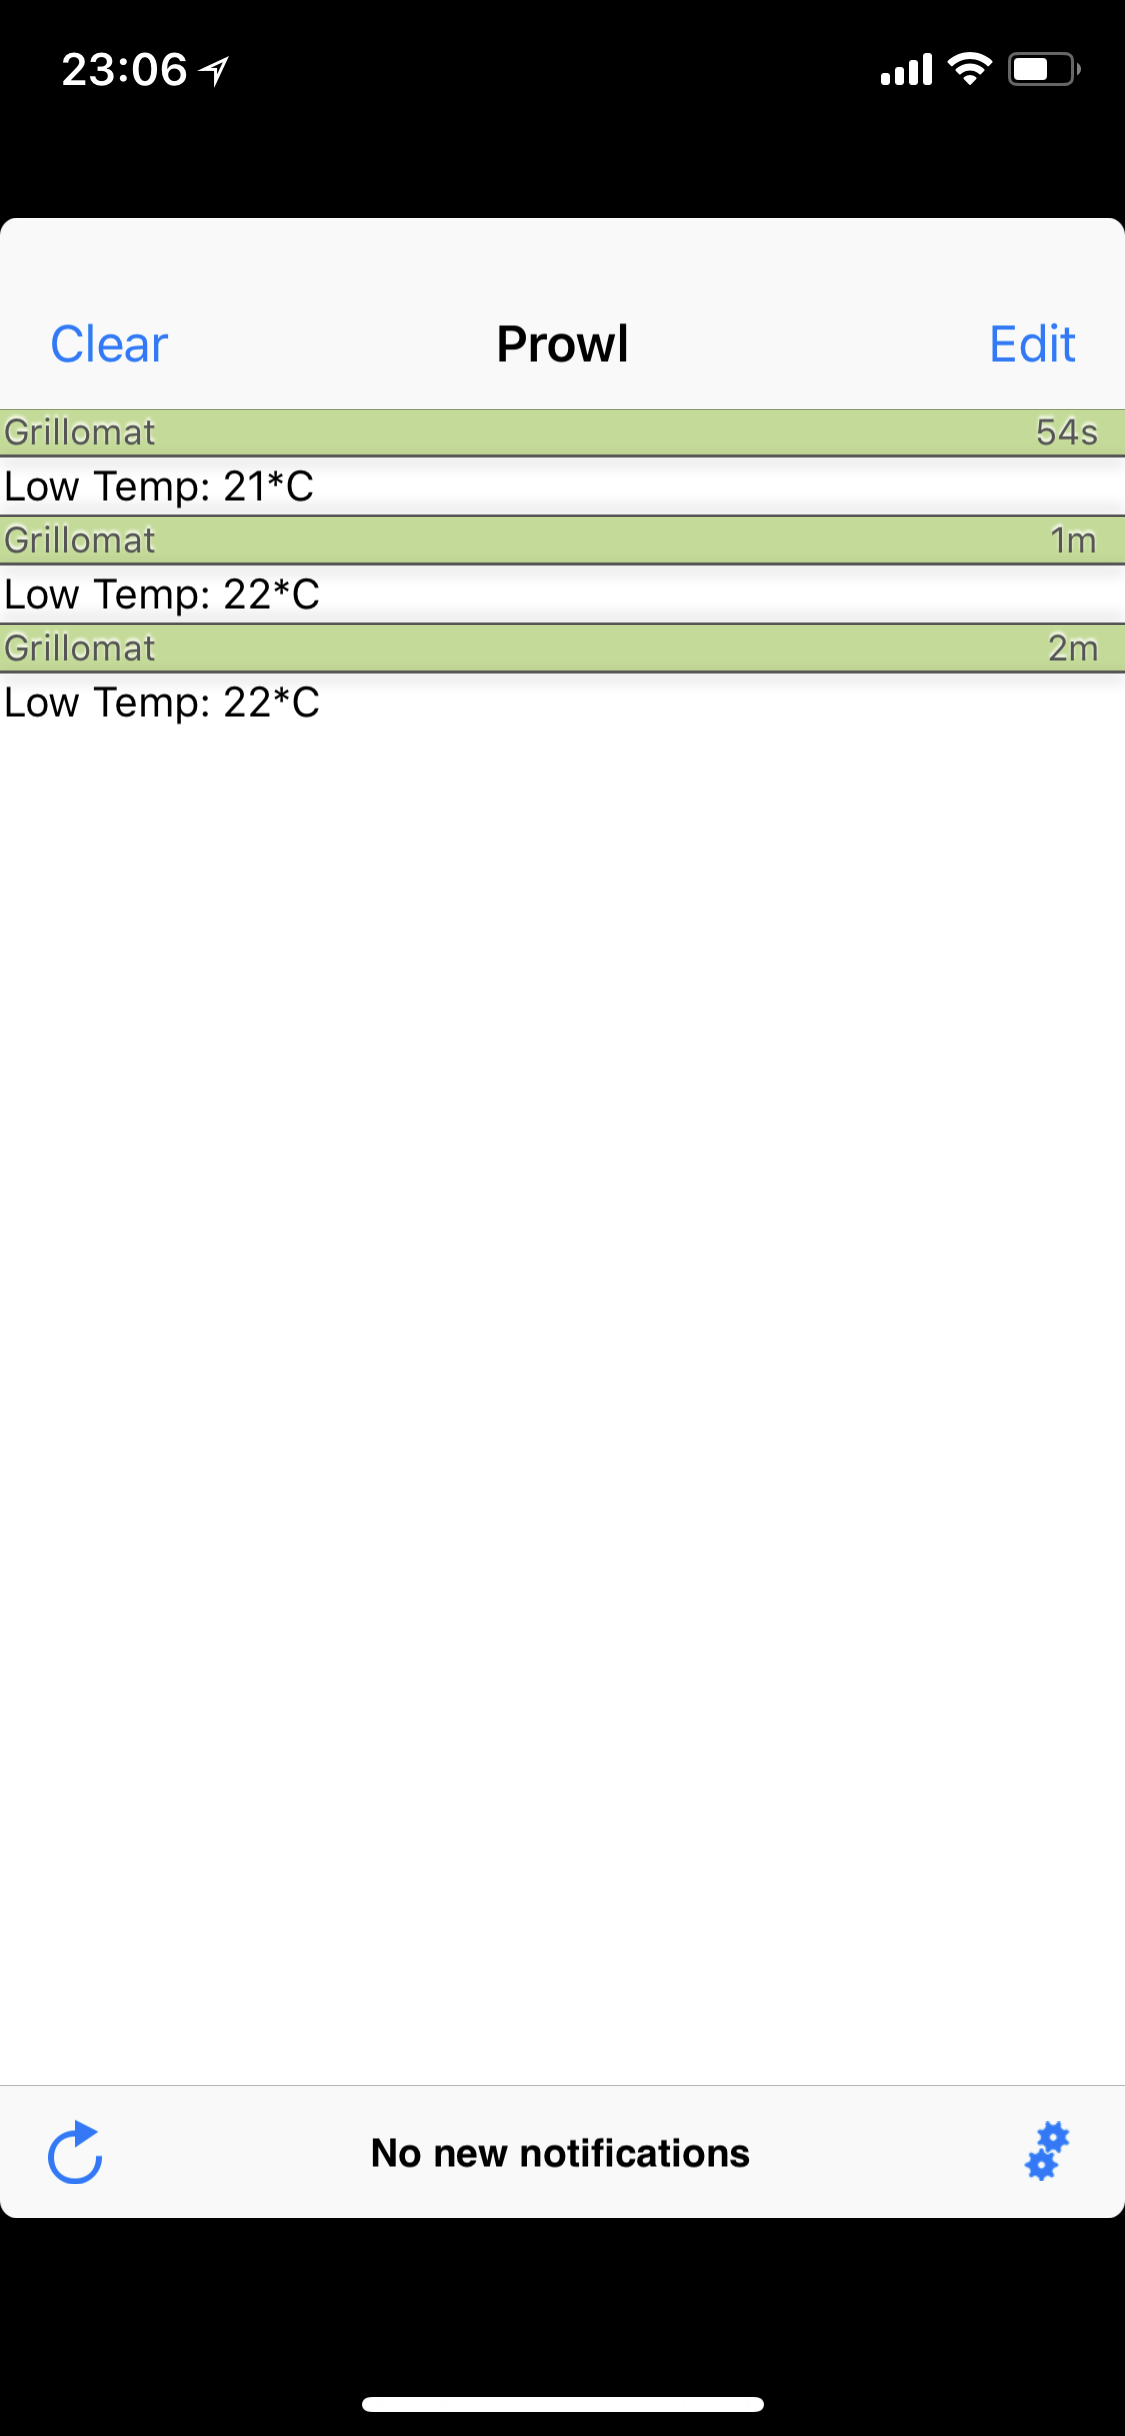 23:06
Clear Prowl Edit
Grillomat 54s
Low Temp: 21*C
Grillomat 1m
Low Temp: 22*C
Grillomat 2m
Low Temp: 22*C
No new notifications